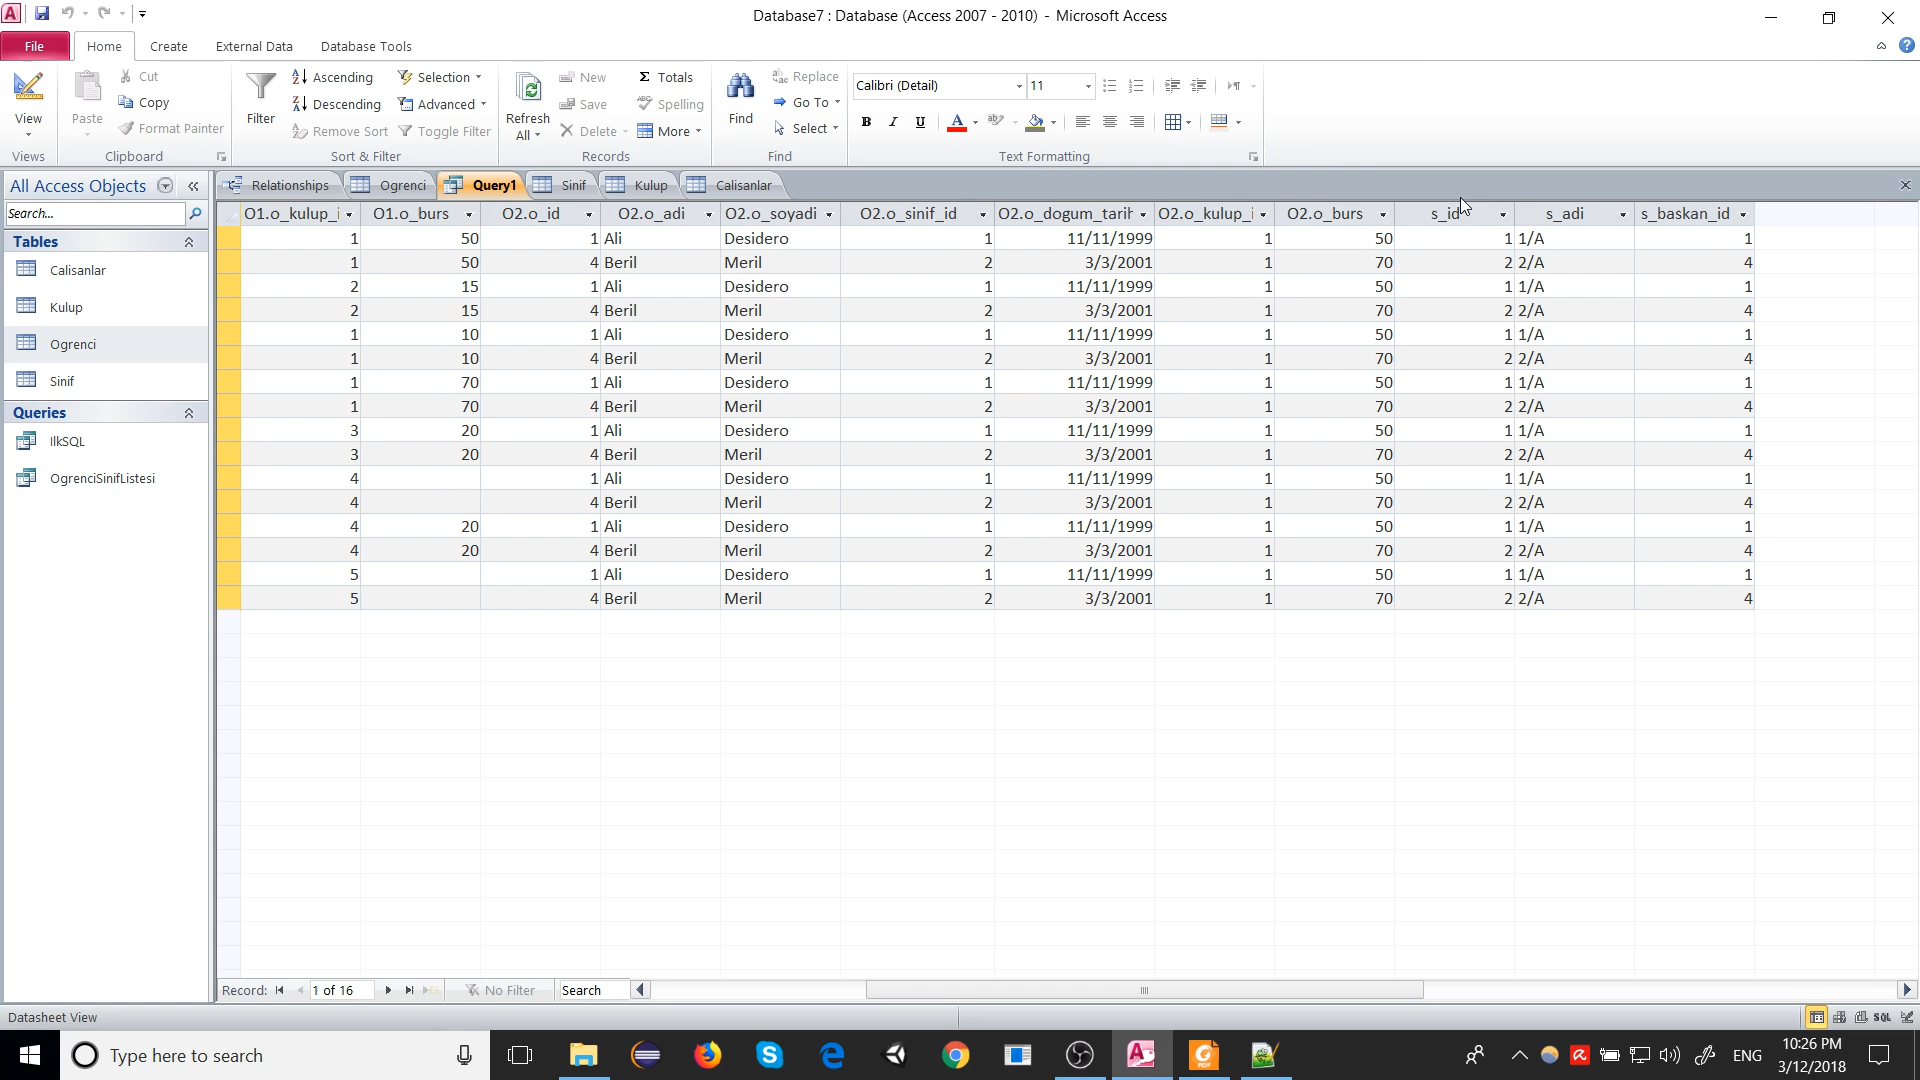 Database7 : Database (Access 2007 - 2010) - Microsoft Access
File Home Create External Data Database Tools
View Paste Cut Copy Format Painter
Filter Ascending Descending Remove Sort Selection Advanced Toggle Filter
Refresh All New Save Delete Totals Spelling More
Find Replace Go To Select
Calibri (Detail) 11
B I U
Views Clipboard Sort & Filter Records Find Text Formatting
All Access Objects
Search...
Tables
Calisanlar
Kulup
Ogrenci
Sinif
Queries
IlkSQL
OgrenciSinifListesi
Relationships Ogrenci Query1 Sinif Kulup Calisanlar
O1.o_kulup_i O1.o_burs O2.o_id O2.o_adi O2.o_soyadi O2.o_sinif_id O2.o_dogum_tarih O2.o_kulup_i O2.o_burs s_id s_adi s_baskan_id
1 50 1 Ali Desidero 1 11/11/1999 1 50 1 1/A 1
1 50 4 Beril Meril 2 3/3/2001 1 70 2 2/A 4
2 15 1 Ali Desidero 1 11/11/1999 1 50 1 1/A 1
2 15 4 Beril Meril 2 3/3/2001 1 70 2 2/A 4
1 10 1 Ali Desidero 1 11/11/1999 1 50 1 1/A 1
1 10 4 Beril Meril 2 3/3/2001 1 70 2 2/A 4
1 70 1 Ali Desidero 1 11/11/1999 1 50 1 1/A 1
1 70 4 Beril Meril 2 3/3/2001 1 70 2 2/A 4
3 20 1 Ali Desidero 1 11/11/1999 1 50 1 1/A 1
3 20 4 Beril Meril 2 3/3/2001 1 70 2 2/A 4
4 1 Ali Desidero 1 11/11/1999 1 50 1 1/A 1
4 4 Beril Meril 2 3/3/2001 1 70 2 2/A 4
4 20 1 Ali Desidero 1 11/11/1999 1 50 1 1/A 1
4 20 4 Beril Meril 2 3/3/2001 1 70 2 2/A 4
5 1 Ali Desidero 1 11/11/1999 1 50 1 1/A 1
5 4 Beril Meril 2 3/3/2001 1 70 2 2/A 4
Record: 1 of 16 No Filter Search
Datasheet View SQL
Type here to search
ENG 10:26 PM
3/12/2018